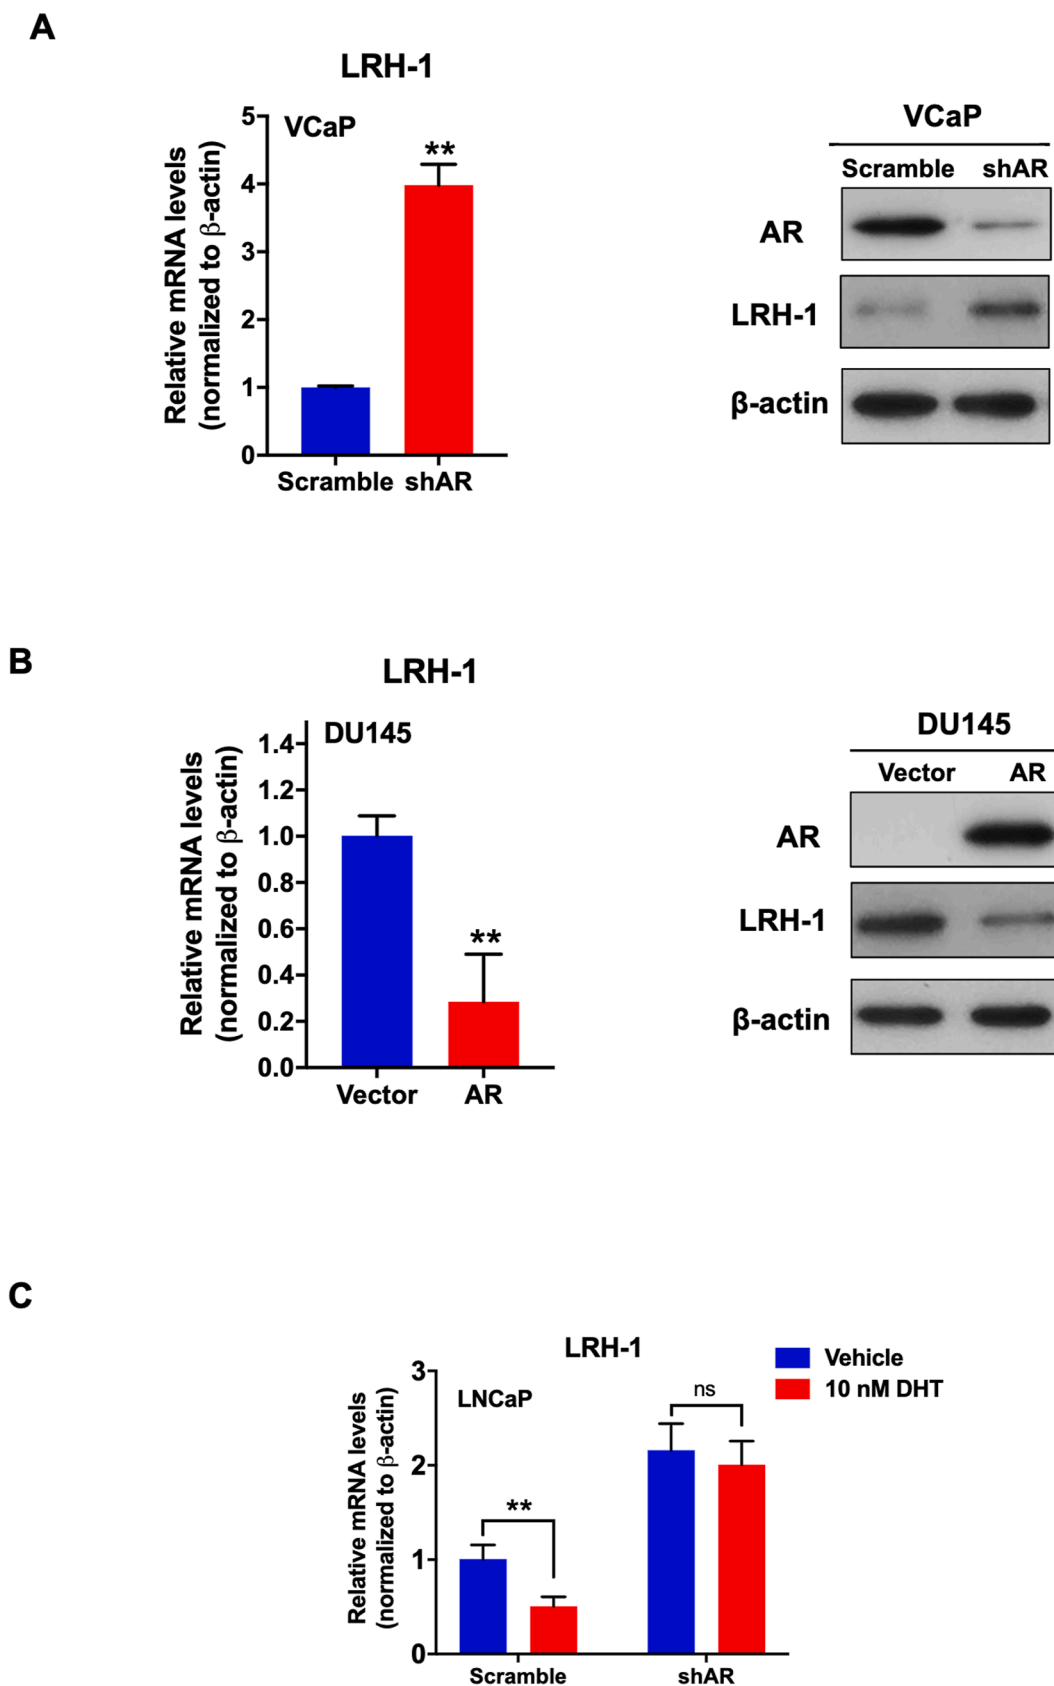 A
LRH-1
VCaP
**
Relative mRNA levels
(normalized to β-actin)
5
4
3
2
1
0
Scramble shAR
VCaP
Scramble shAR
AR
LRH-1
β-actin
B
LRH-1
DU145
**
Relative mRNA levels
(normalized to β-actin)
1.4
1.2
1.0
0.8
0.6
0.4
0.2
0.0
Vector AR
DU145
Vector AR
AR
LRH-1
β-actin
C
LRH-1
LNCaP
Vehicle
10 nM DHT
ns
**
Relative mRNA levels
(normalized to β-actin)
3
2
1
0
Scramble shAR